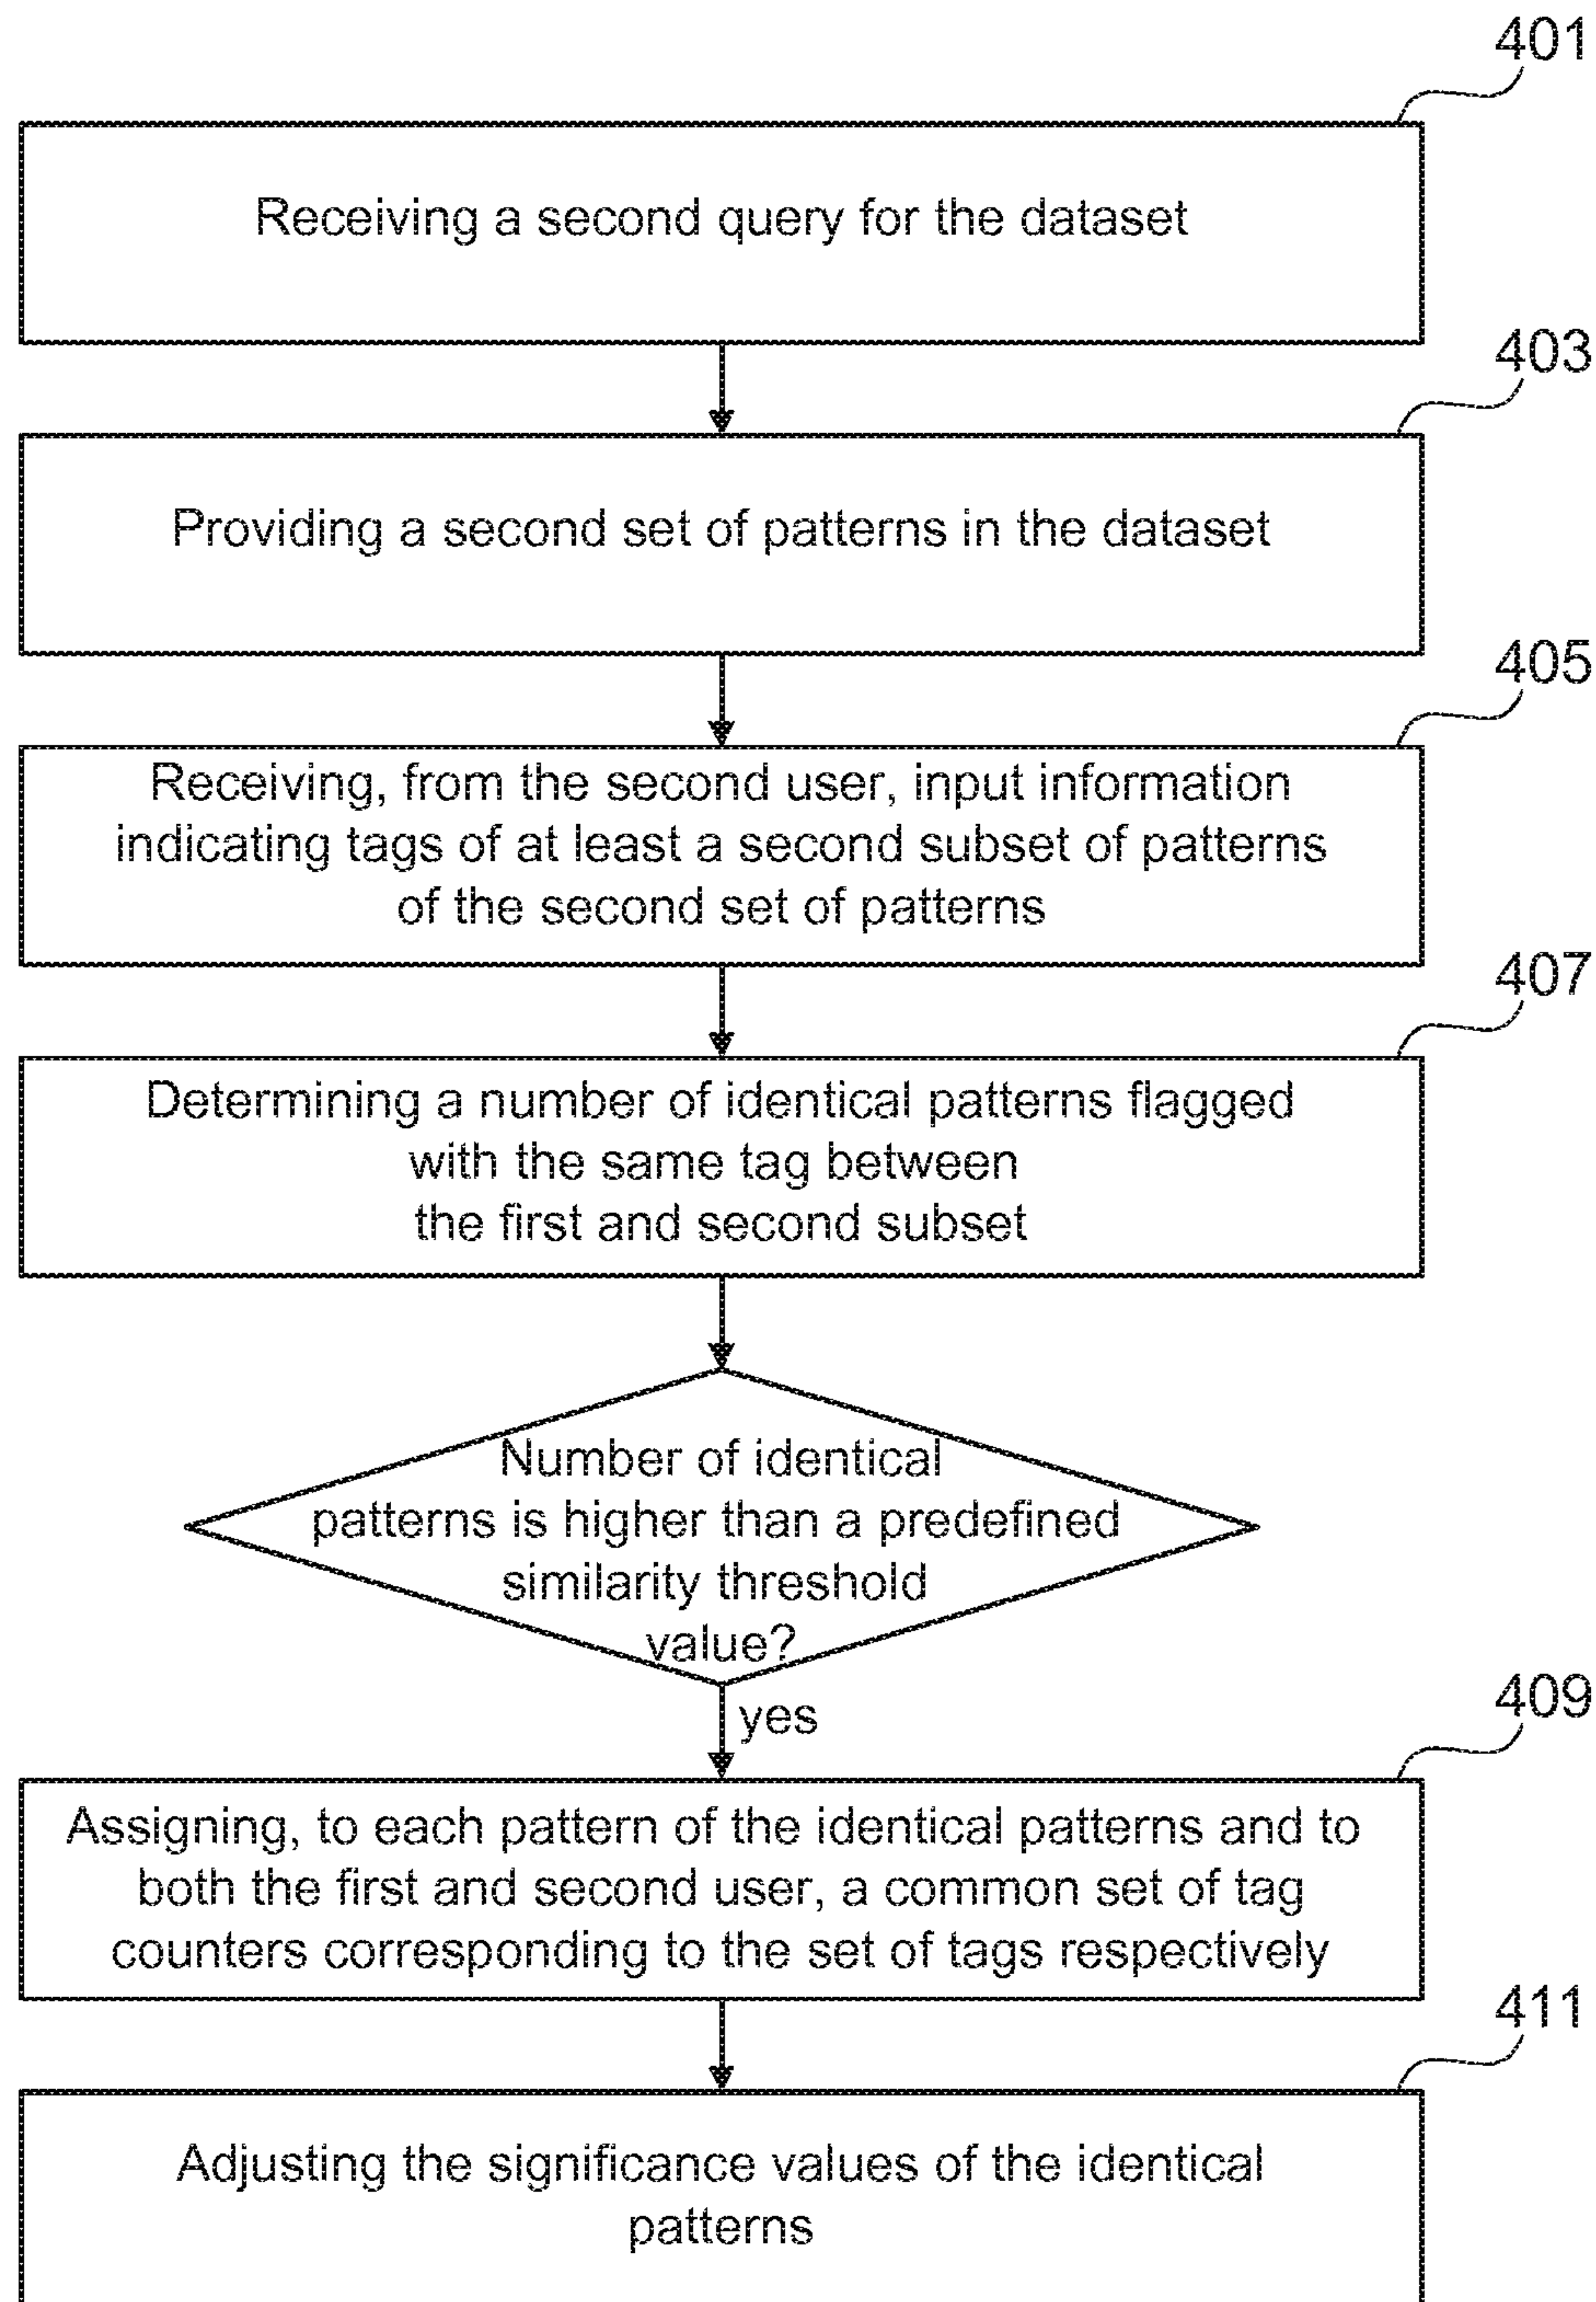 401
Receiving a second query for the dataset
403
Providing a second set of patterns in the dataset
405
Receiving, from the second user, input information
indicating tags of at least a second subset of patterns
of the second set of patterns
407
Determining a number of identical patterns flagged
with the same tag between
the first and second subset
Number of identical
patterns is higher than a predefined
similarity threshold
value?
yes
409
Assigning, to each pattern of the identical patterns and to
both the first and second user, a common set of tag
counters corresponding to the set of tags respectively
411
Adjusting the significance values of the identical
patterns